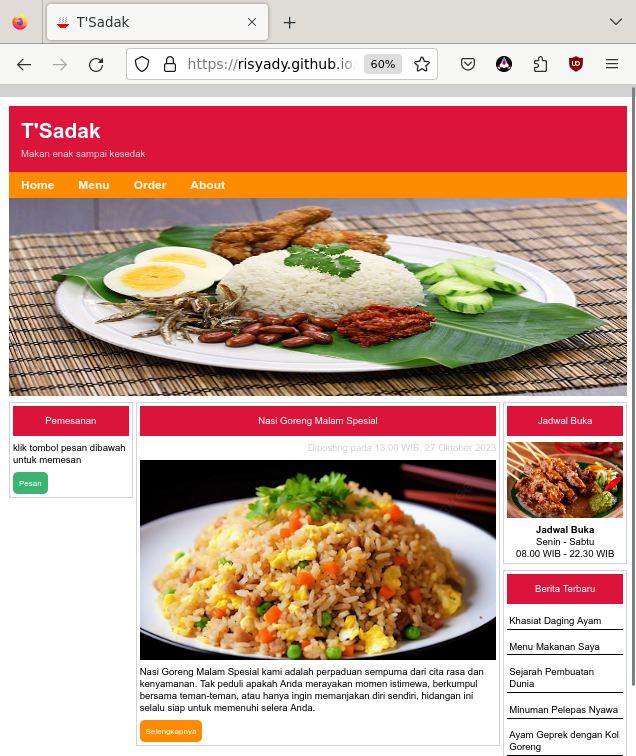 T'Sadak
https://risyady.github.io
60%
T'Sadak
Makan enak sampai kesedak
Home Menu Order About
Pemesanan
klik tombol pesan dibawah
untuk memesan
Pesan
Nasi Goreng Malam Spesial
Diposting pada 13.00 WIB, 27 Oktober 2023
Nasi Goreng Malam Spesial kami adalah perpaduan sempurna dari cita rasa dan
kenyamanan. Tak peduli apakah Anda merayakan momen istimewa, berkumpul
bersama teman-teman, atau hanya ingin memanjakan diri sendiri, hidangan ini
selalu siap untuk memenuhi selera Anda.
Selengkapnya
Jadwal Buka
Jadwal Buka
Senin - Sabtu
08.00 WIB - 22.30 WIB
Berita Terbaru
Khasiat Daging Ayam
Menu Makanan Saya
Sejarah Pembuatan
Dunia
Minuman Pelepas Nyawa
Ayam Geprek dengan Kol
Goreng